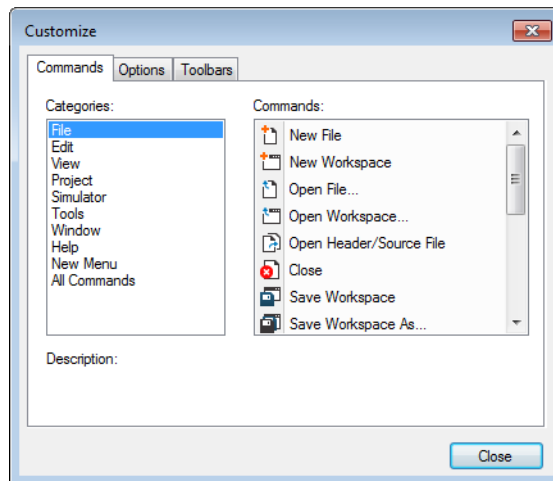 Customize
Commands
Options
Toolbars
Categories:
File
Edit
View
Project
Simulator
Tools
Window
Help
New Menu
All Commands
Commands:
New File
New Workspace
Open File...
Open Workspace...
Open Header/Source File
Close
Save Workspace
Save Workspace As...
Description:
Close